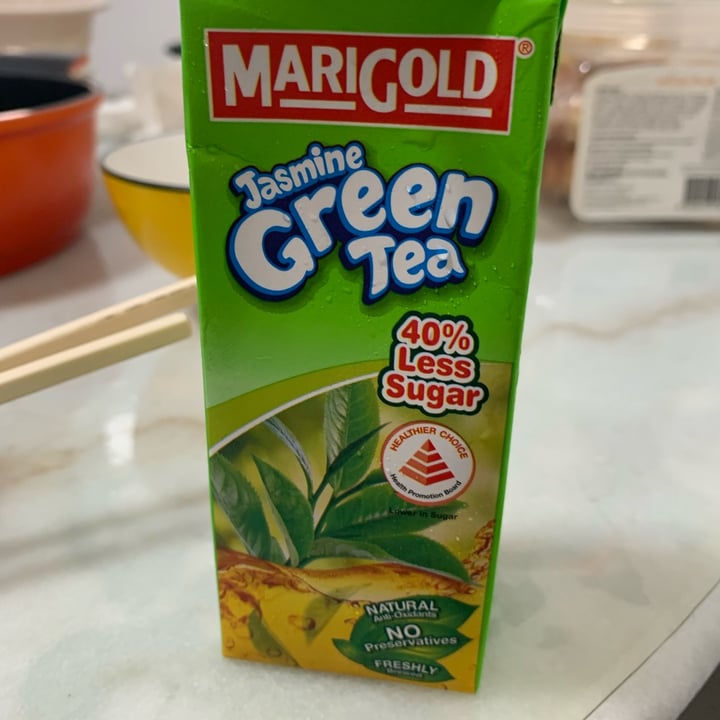 MARIGOLD®
Jasmine
Green
Tea
40%
Less
Sugar
HEALTHIER CHOICE
Health Promotion Board
Lower in Sugar
NATURAL
Anti-Oxidants
NO
Preservatives
FRESHLY
Brewed